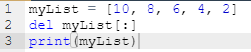 1 myList = [10, 8, 6, 4, 2]
2 del myList[:]
3 print(myList)